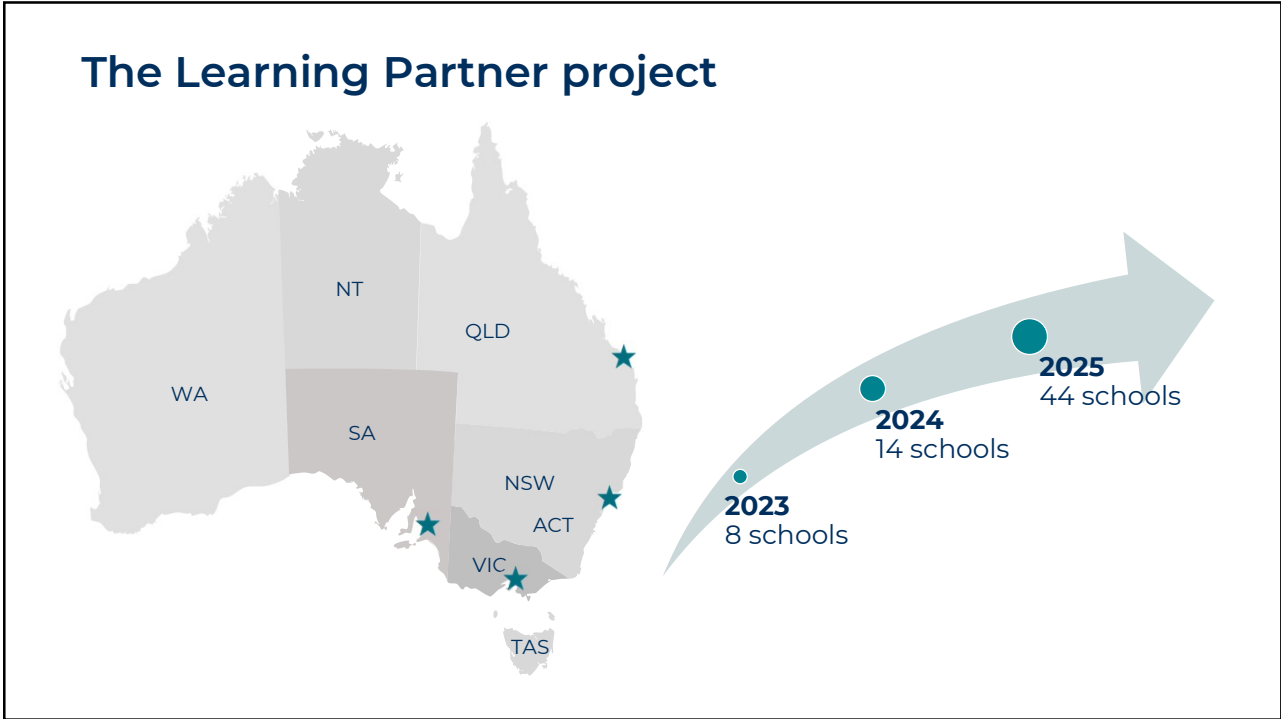 The Learning Partner project
NT
QLD
WA
SA
NSW
ACT
VIC
TAS
2023
8 schools
2024
14 schools
2025
44 schools